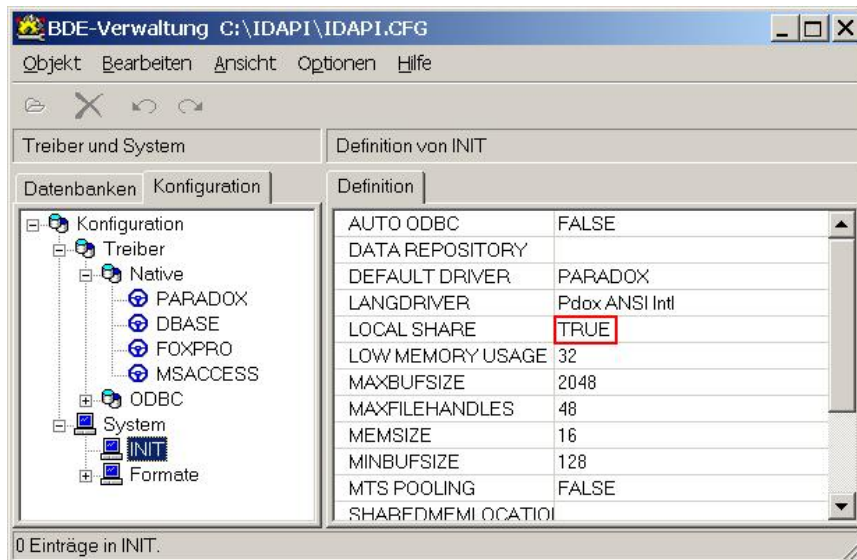 BDE-Verwaltung C:\IDAPI\IDAPI.CFG
Objekt Bearbeiten Ansicht Optionen Hilfe
Treiber und System
Definition von INIT
Datenbanken Konfiguration
Definition
Konfiguration
Treiber
Native
PARADOX
DBASE
FOXPRO
MSACCESS
ODBC
System
INIT
Formate
AUTO ODBC FALSE
DATA REPOSITORY
DEFAULT DRIVER PARADOX
LANGDRIVER Pdox ANSI Intl
LOCAL SHARE TRUE
LOW MEMORY USAGE 32
MAXBUFSIZE 2048
MAXFILEHANDLES 48
MEMSIZE 16
MINBUFSIZE 128
MTS POOLING FALSE
SHAREDMEMLOCATIO
0 Einträge in INIT.